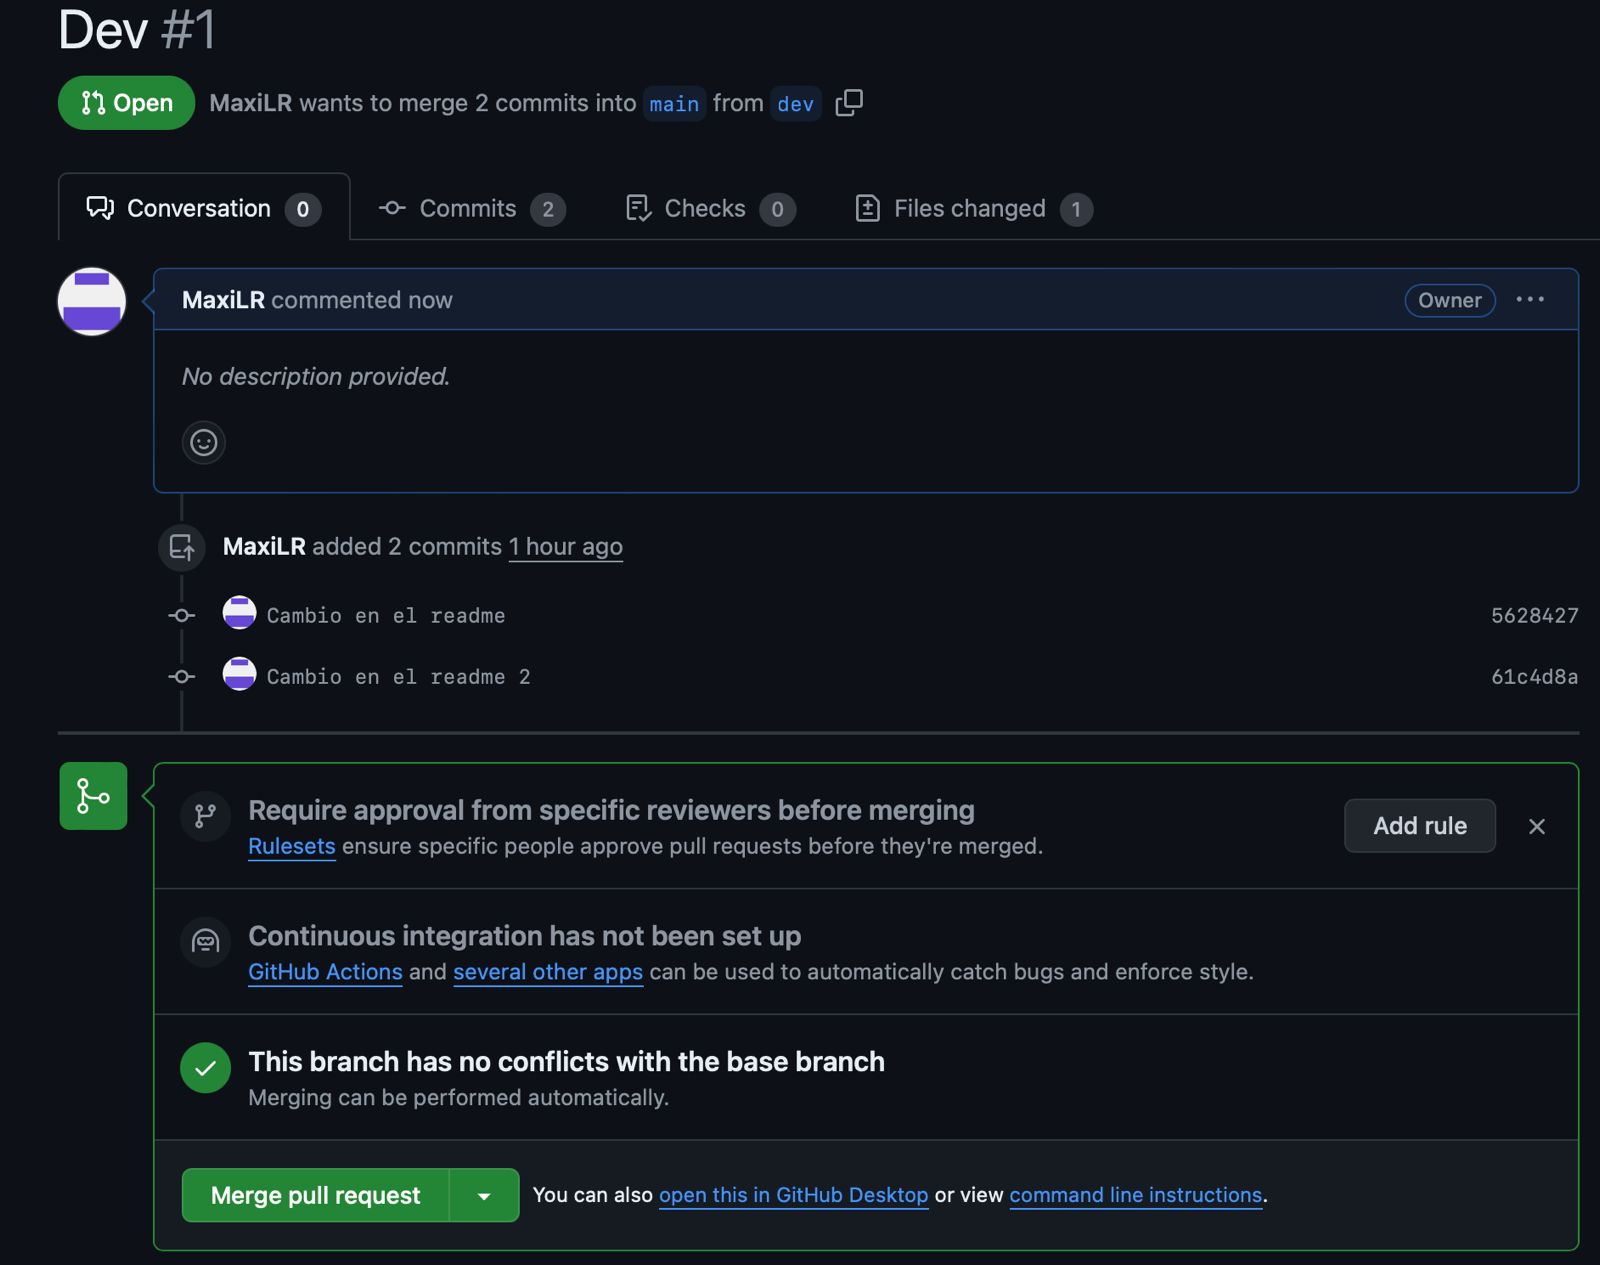 Dev #1
Open MaxiLR wants to merge 2 commits into main from dev
Conversation 0 Commits 2 Checks 0 Files changed 1
MaxiLR commented now Owner
No description provided.
MaxiLR added 2 commits 1 hour ago
Cambio en el readme 5628427
Cambio en el readme 2 61c4d8a
Require approval from specific reviewers before merging
Rulesets ensure specific people approve pull requests before they're merged.
Add rule
Continuous integration has not been set up
GitHub Actions and several other apps can be used to automatically catch bugs and enforce style.
This branch has no conflicts with the base branch
Merging can be performed automatically.
Merge pull request You can also open this in GitHub Desktop or view command line instructions.